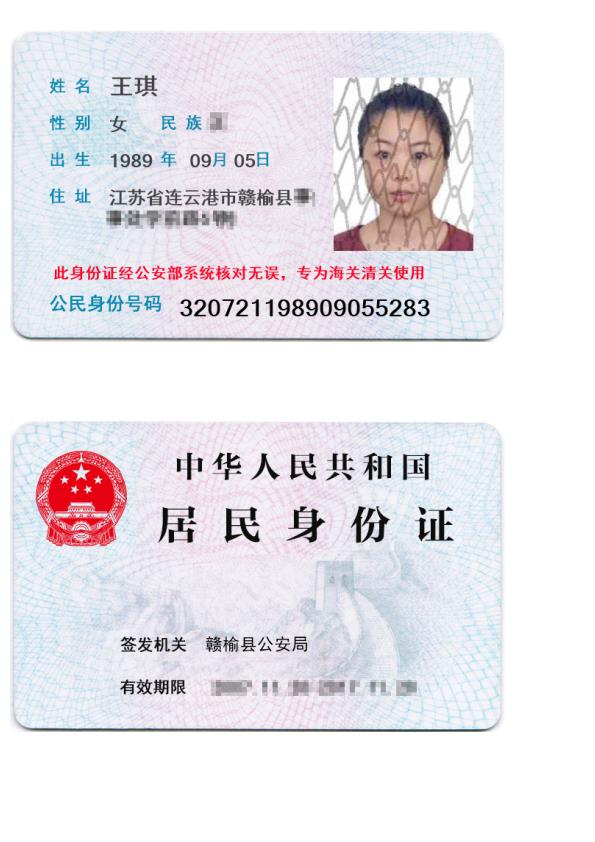 姓名 王琪
性别 女 民族
出生 1989 年 09月 05日
住址 江苏省连云港市赣榆县
此身份证经公安部系统核对无误，专为海关清关使用
公民身份号码 320721198909055283
中华人民共和国
居民身份证
签发机关 赣榆县公安局
有效期限